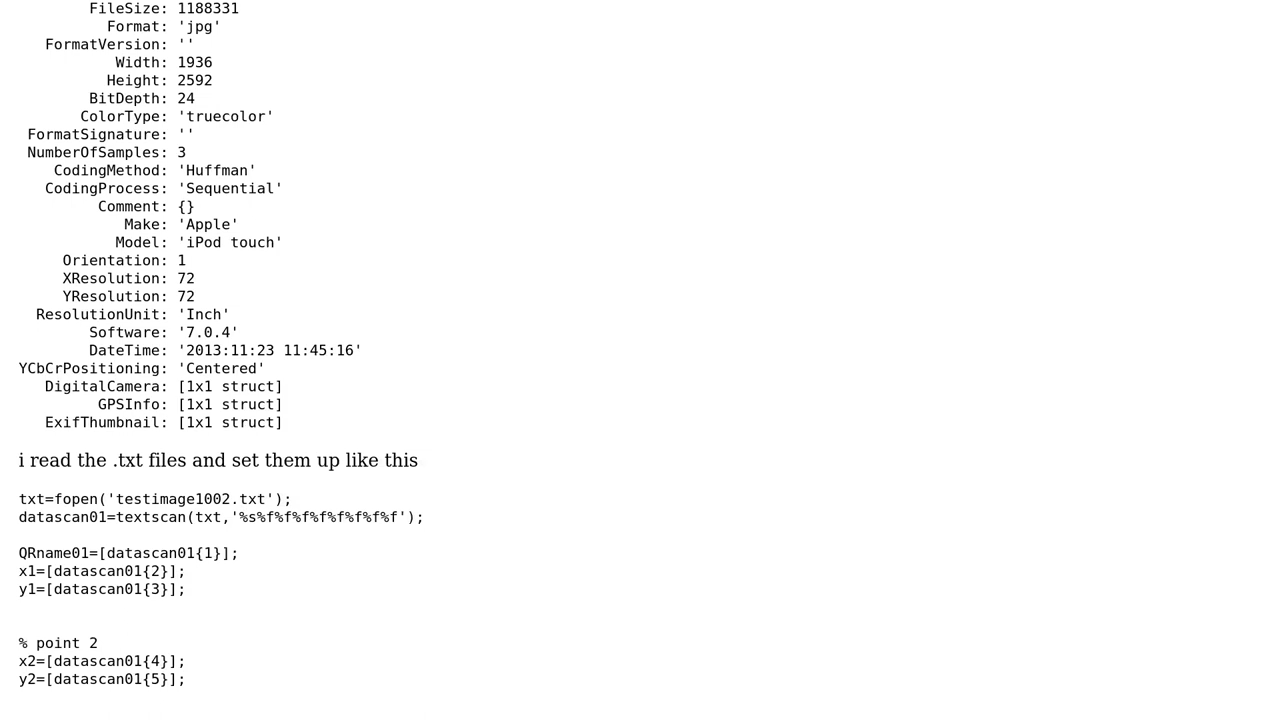 FileSize: 1188331
Format: 'jpg'
FormatVersion: ''
Width: 1936
Height: 2592
BitDepth: 24
ColorType: 'truecolor'
FormatSignature: ''
NumberOfSamples: 3
CodingMethod: 'Huffman'
CodingProcess: 'Sequential'
Comment: {}
Make: 'Apple'
Model: 'iPod touch'
Orientation: 1
XResolution: 72
YResolution: 72
ResolutionUnit: 'Inch'
Software: '7.0.4'
DateTime: '2013:11:23 11:45:16'
YCbCrPositioning: 'Centered'
DigitalCamera: [1x1 struct]
GPSInfo: [1x1 struct]
ExifThumbnail: [1x1 struct]
i read the .txt files and set them up like this
txt=fopen('testimage1002.txt');
datascan01=textscan(txt,'%s%f%f%f%f%f%f%f%f');
QRname01=[datascan01{1}];
x1=[datascan01{2}];
y1=[datascan01{3}];
% point 2
x2=[datascan01{4}];
y2=[datascan01{5}];